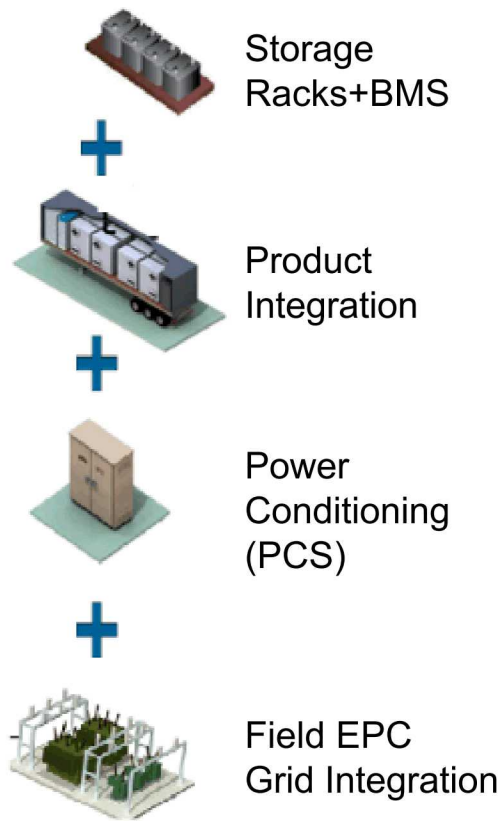 Storage
Racks+BMS
Product
Integration
Power
Conditioning
(PCS)
Field EPC
Grid Integration